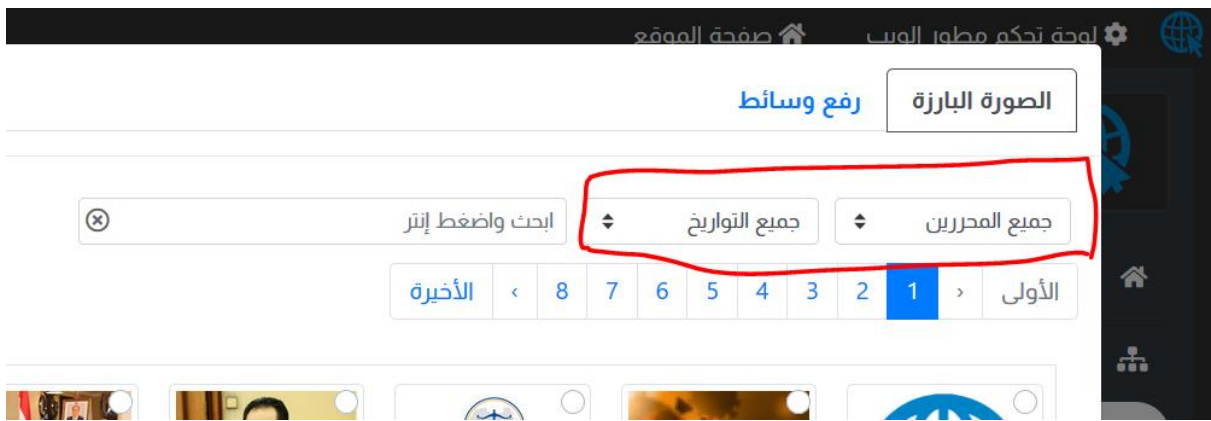 لوحة تحكم مطور الويب صفحة الموقع
الصورة البارزة رفع وسائط
جميع المحررين جميع التواريخ ابحث واضغط إنتر
الأولى ‹ 1 2 3 4 5 6 7 8 › الأخيرة